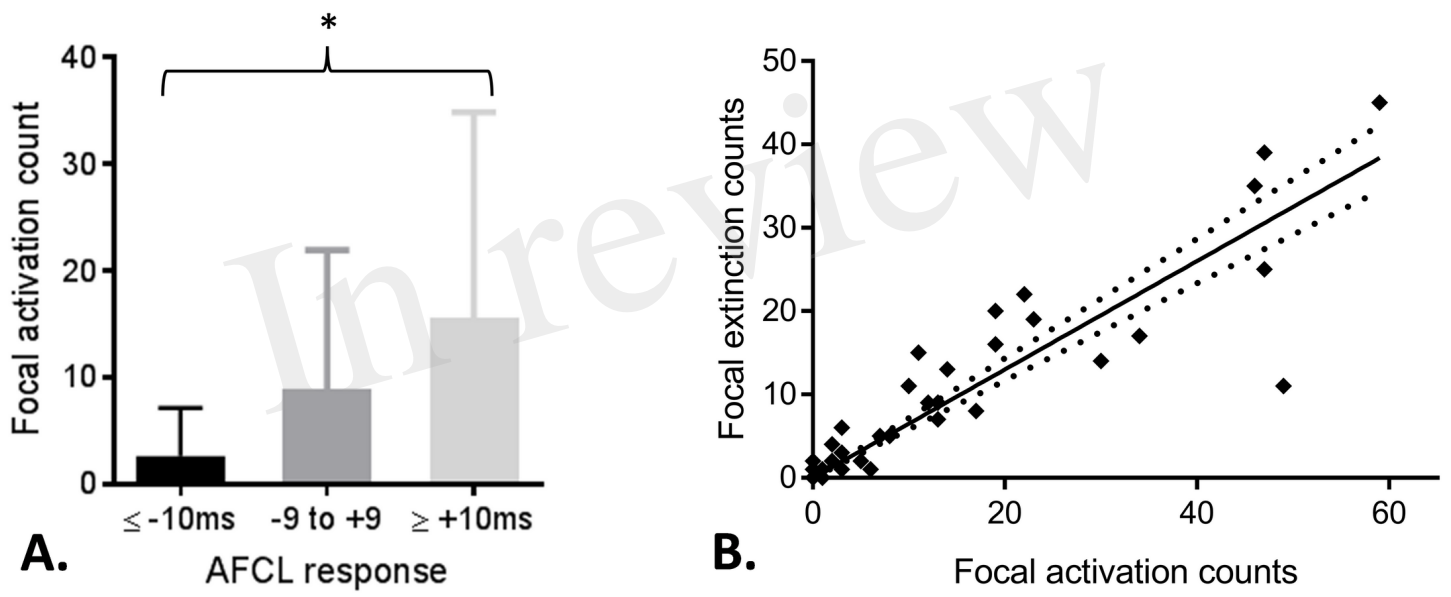 *
40
30
20
10
0
Focal activation count
≤ -10ms -9 to +9 ≥ +10ms
AFCL response
A.
50
40
30
20
10
0
Focal extinction counts
0 20 40 60
Focal activation counts
B.
In review